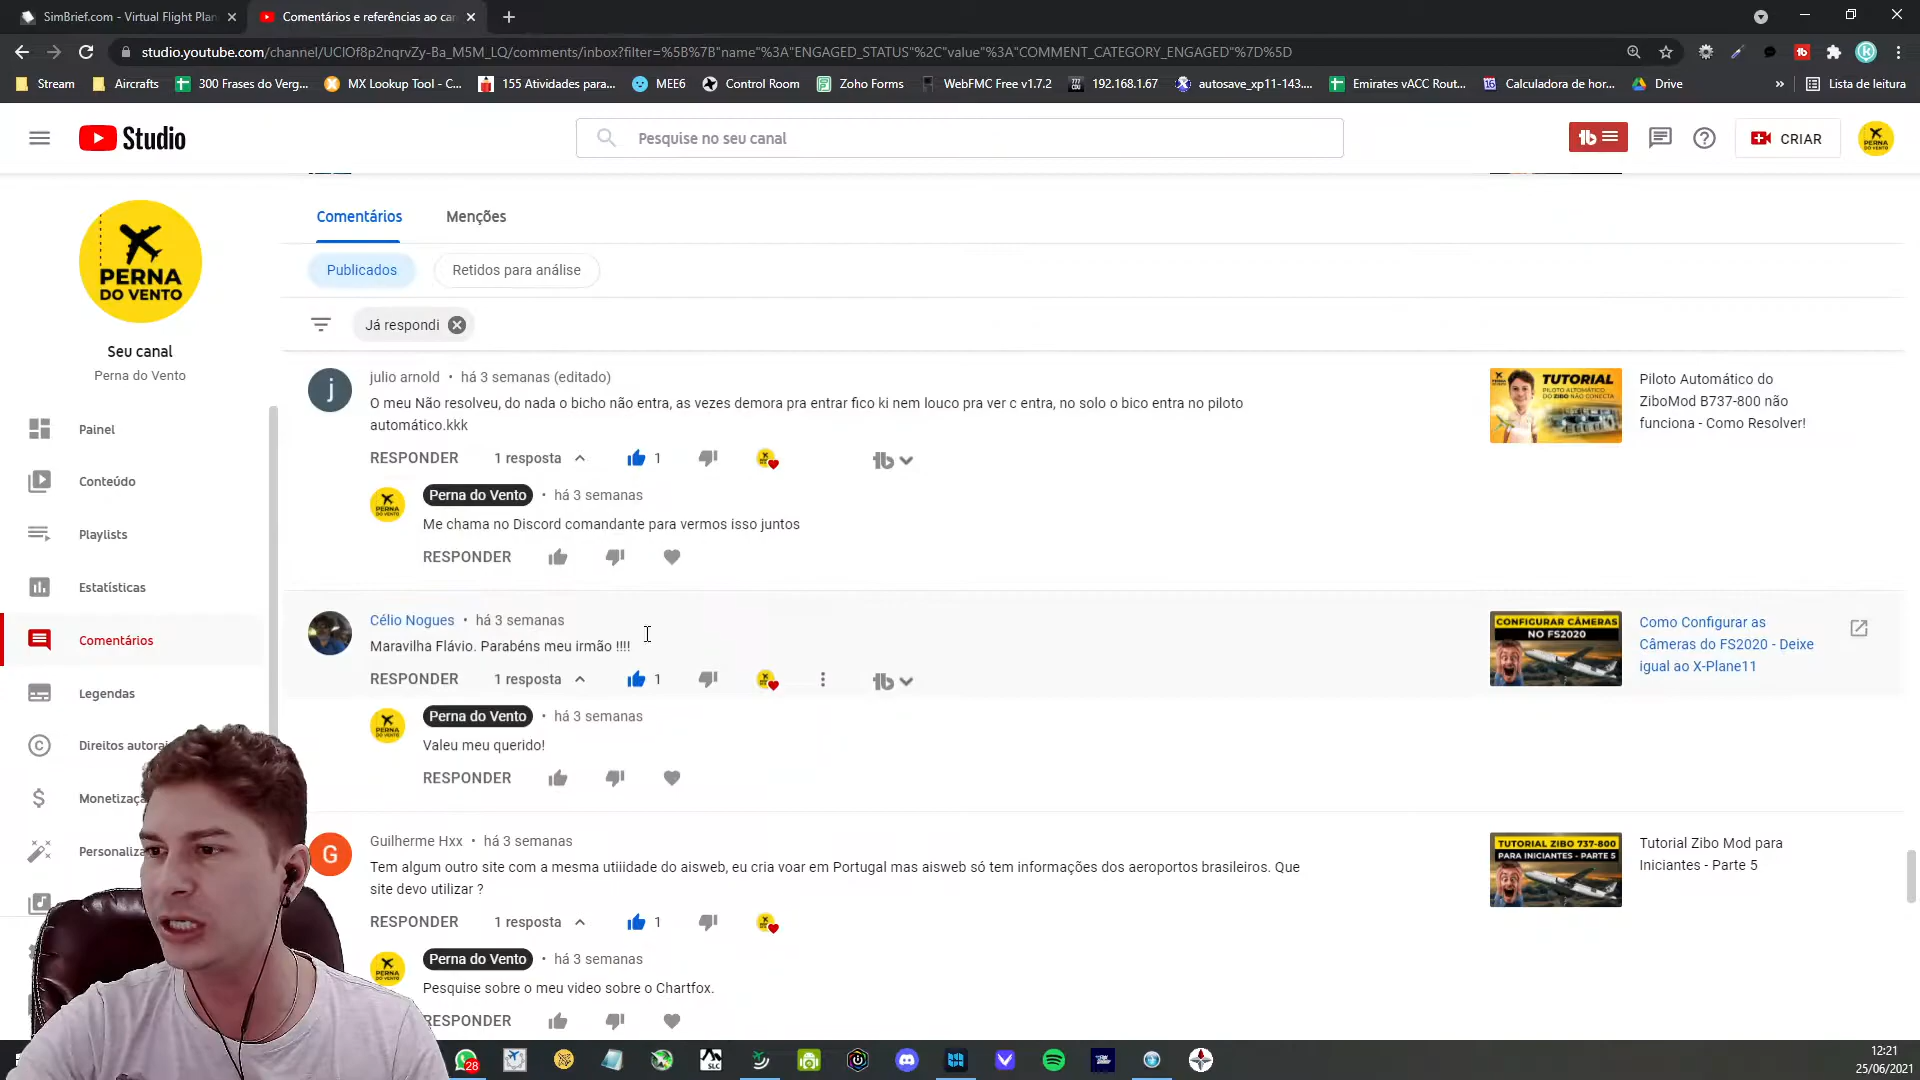 SimBrief.com - Virtual Flight Plan
Comentários e referências ao can
studio.youtube.com/channel/UClOf8p2nqrvZy-Ba_M5M_LQ/comments/inbox?filter=%5B%7B"name"%3A"ENGAGED_STATUS"%2C"value"%3A"COMMENT_CATEGORY_ENGAGED"%7D%5D
Stream
Aircrafts
300 Frases do Verg...
MX Lookup Tool - C...
155 Atividades para...
MEE6
Control Room
Zoho Forms
WebFMC Free v1.7.2
192.168.1.67
autosave_xp11-143....
Emirates vACC Rout...
Calculadora de hor...
Drive
»
Lista de leitura
Studio
Pesquise no seu canal
CRIAR
PERNA
DO VENTO
Seu canal
Perna do Vento
Painel
Conteúdo
Playlists
Estatísticas
Comentários
Legendas
Direitos autorai
Monetizaç
Personaliza
Comentários
Menções
Publicados
Retidos para análise
Já respondi
julio arnold • há 3 semanas (editado)
O meu Não resolveu, do nada o bicho não entra, as vezes demora pra entrar fico ki nem louco pra ver c entra, no solo o bico entra no piloto
automático.kkk
RESPONDER 1 resposta 1
Perna do Vento • há 3 semanas
Me chama no Discord comandante para vermos isso juntos
RESPONDER
TUTORIAL
PILOTO AUTOMÁTICO
DO ZIBO NÃO CONECTA
Piloto Automático do
ZiboMod B737-800 não
funciona - Como Resolver!
Célio Nogues • há 3 semanas
Maravilha Flávio. Parabéns meu irmão !!!!
RESPONDER 1 resposta 1
Perna do Vento • há 3 semanas
Valeu meu querido!
RESPONDER
CONFIGURAR CÂMERAS
NO FS2020
Como Configurar as
Câmeras do FS2020 - Deixe
igual ao X-Plane11
G
Guilherme Hxx • há 3 semanas
Tem algum outro site com a mesma utiiidade do aisweb, eu cria voar em Portugal mas aisweb só tem informações dos aeroportos brasileiros. Que
site devo utilizar ?
RESPONDER 1 resposta 1
Perna do Vento • há 3 semanas
Pesquise sobre o meu video sobre o Chartfox.
RESPONDER
TUTORIAL ZIBO 737-800
PARA INICIANTES - PARTE 5
Tutorial Zibo Mod para
Iniciantes - Parte 5
28
SLC
12:21
25/06/2021